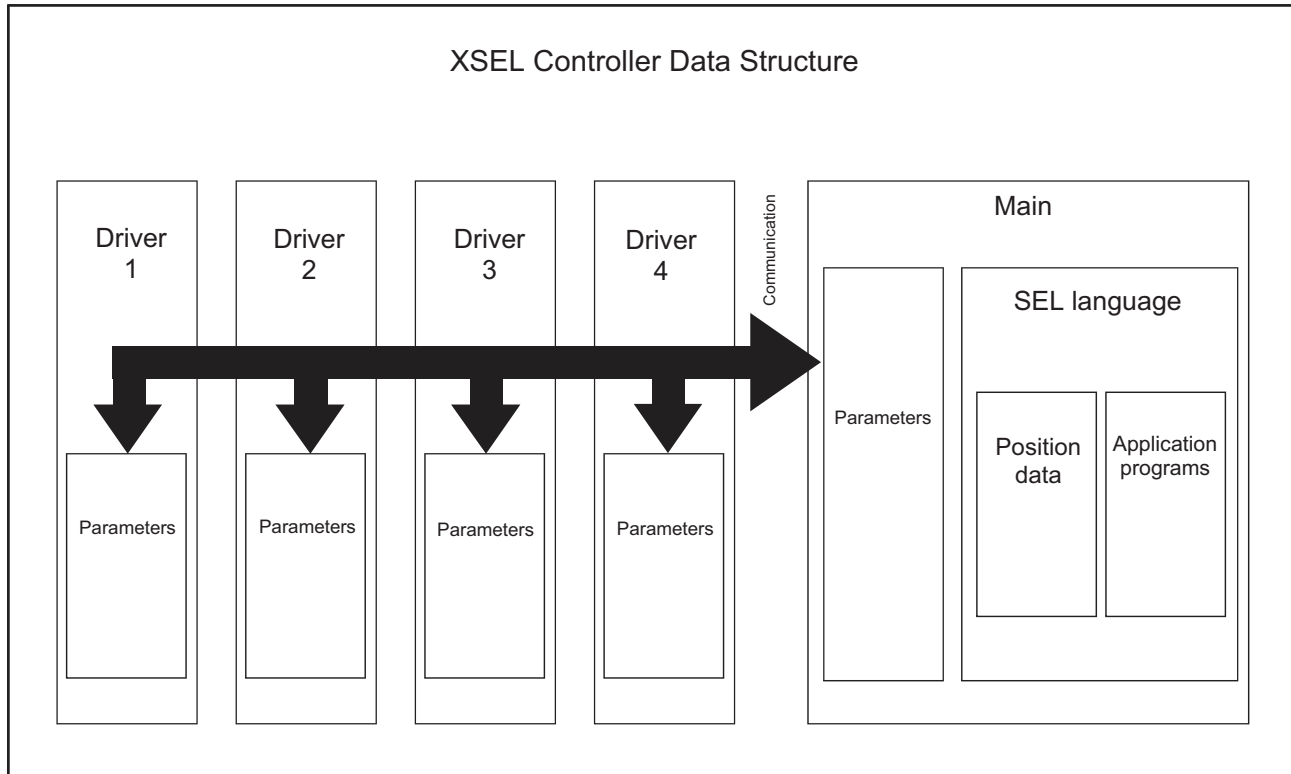 XSEL Controller Data Structure
Driver
1
Driver
2
Driver
3
Driver
4
Communication
Main
Parameters
SEL language
Position
data
Application
programs
Parameters
Parameters
Parameters
Parameters